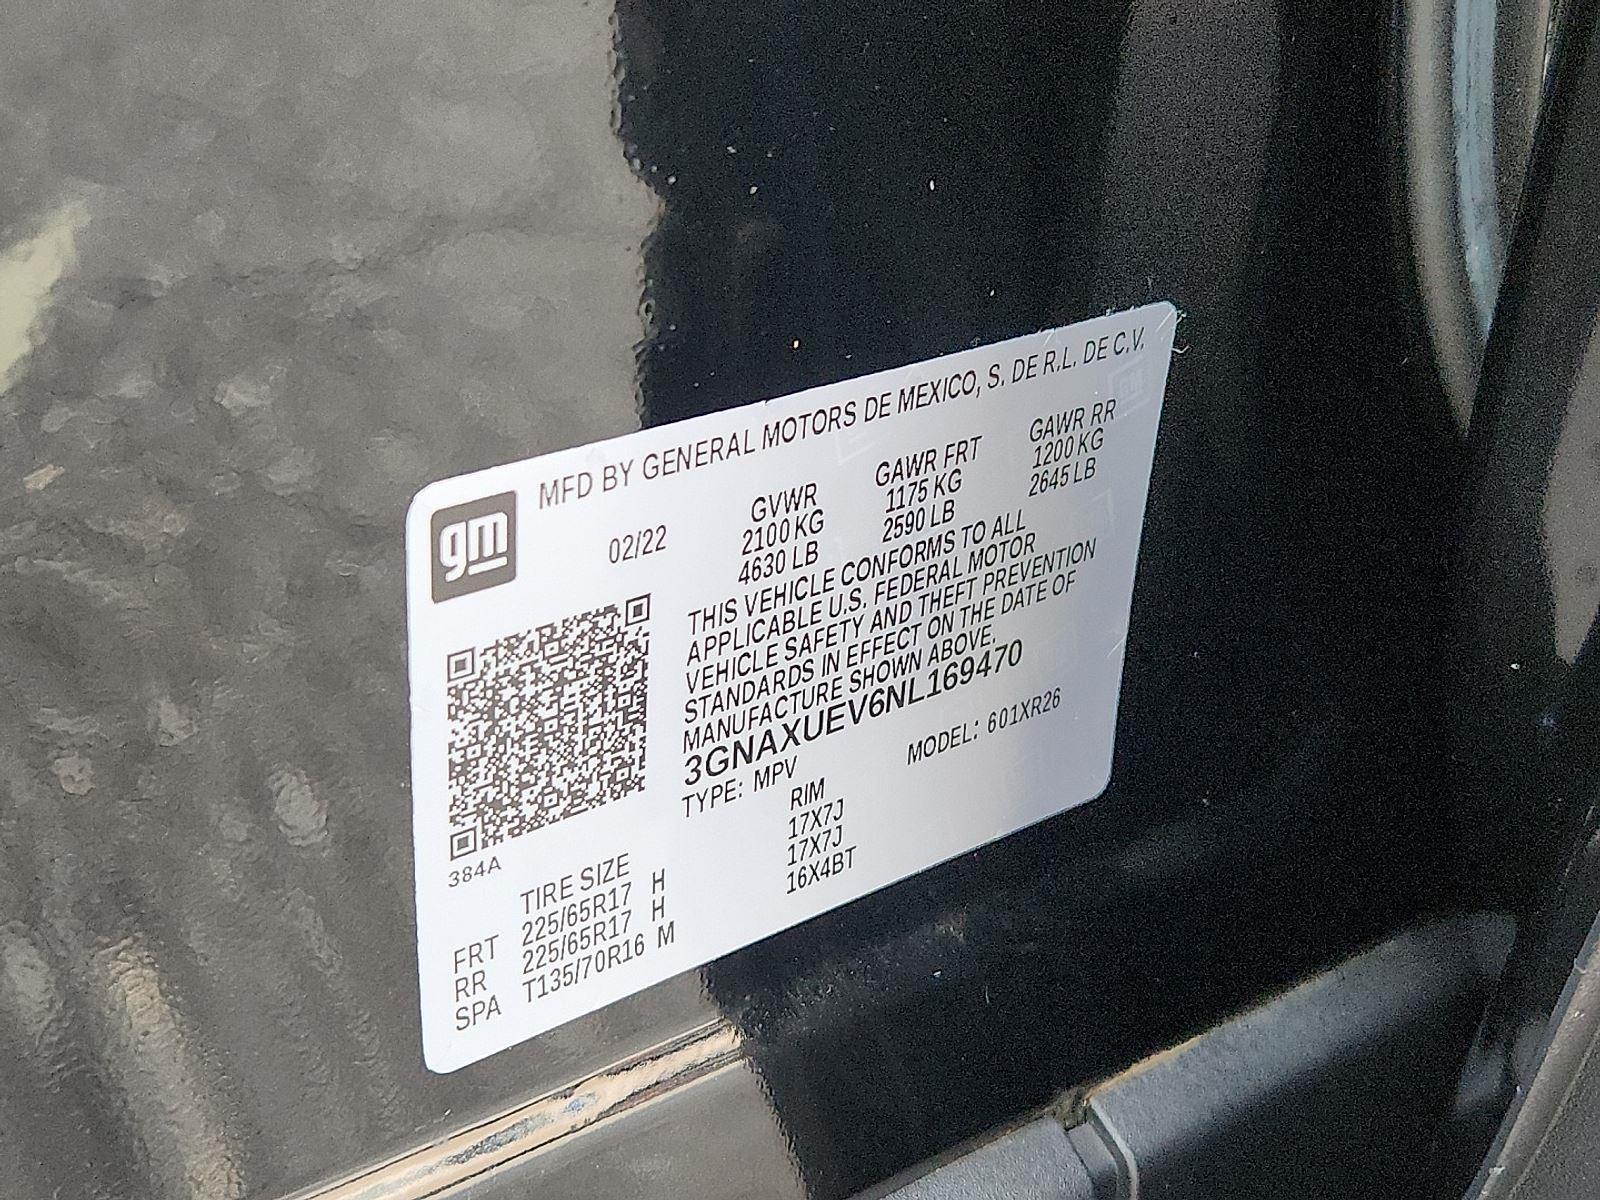 MFD BY GENERAL MOTORS DE MEXICO, S. DE R.L. DE C.V.
gm
02/22
GVWR GAWR FRT GAWR RR
2100 KG 1175 KG 1200 KG
4630 LB 2590 LB 2645 LB
THIS VEHICLE CONFORMS TO ALL
APPLICABLE U.S. FEDERAL MOTOR
VEHICLE SAFETY AND THEFT PREVENTION
STANDARDS IN EFFECT ON THE DATE OF
MANUFACTURE SHOWN ABOVE.
3GNAXUEV6NL169470
TYPE: MPV MODEL: 601XR26
384A
TIRE SIZE RIM
FRT 225/65R17 H 17X7J
RR 225/65R17 H 17X7J
SPA T135/70R16 M 16X4BT